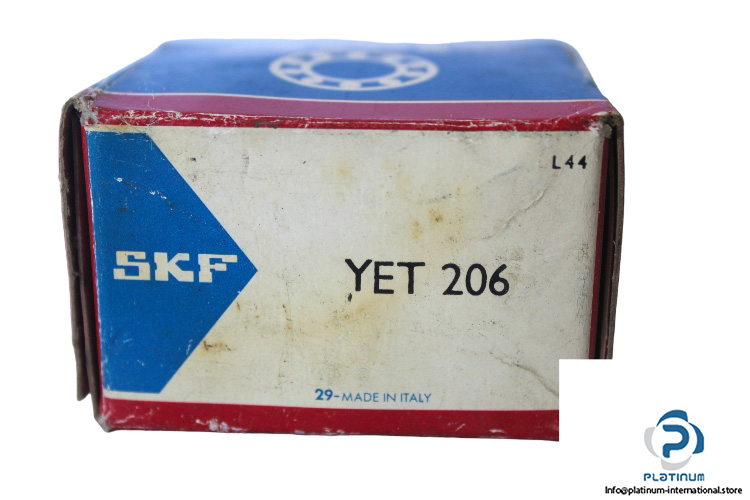 L44
SKF
YET 206
29-MADE IN ITALY
PLATINUM
Info@platinum-international.store